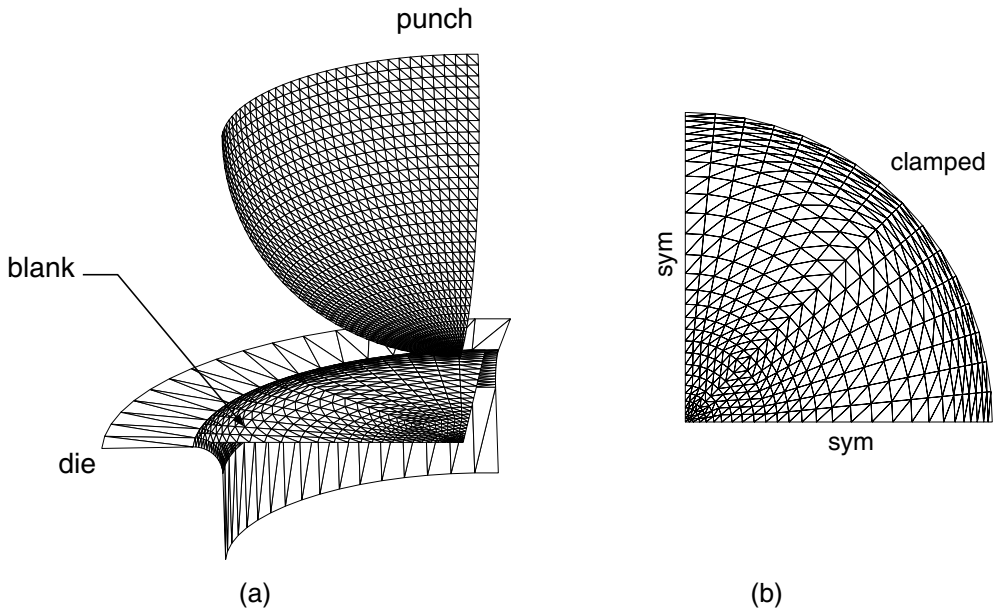 punch
blank
die
(a)
clamped
sym
sym
(b)